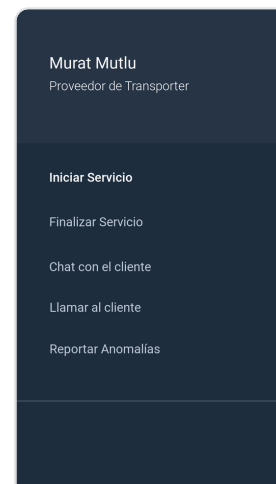 Murat Mutlu
Proveedor de Transporter
Iniciar Servicio
Finalizar Servicio
Chat con el cliente
Llamar al cliente
Reportar Anomalías